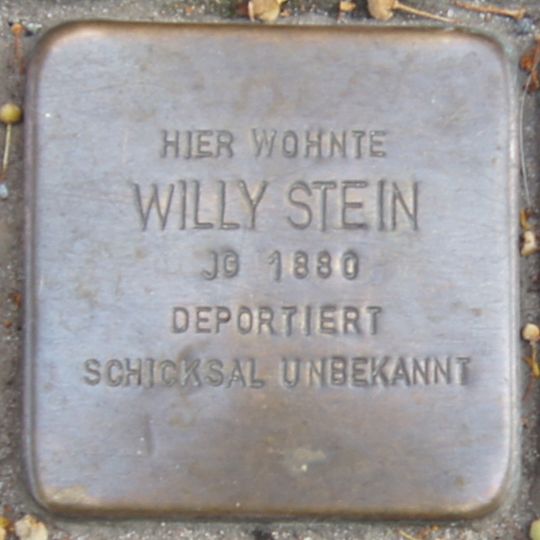 HIER WOHNTE
WILLY STEIN
JG 1880
DEPORTIERT
SCHICKSAL UNBEKANNT